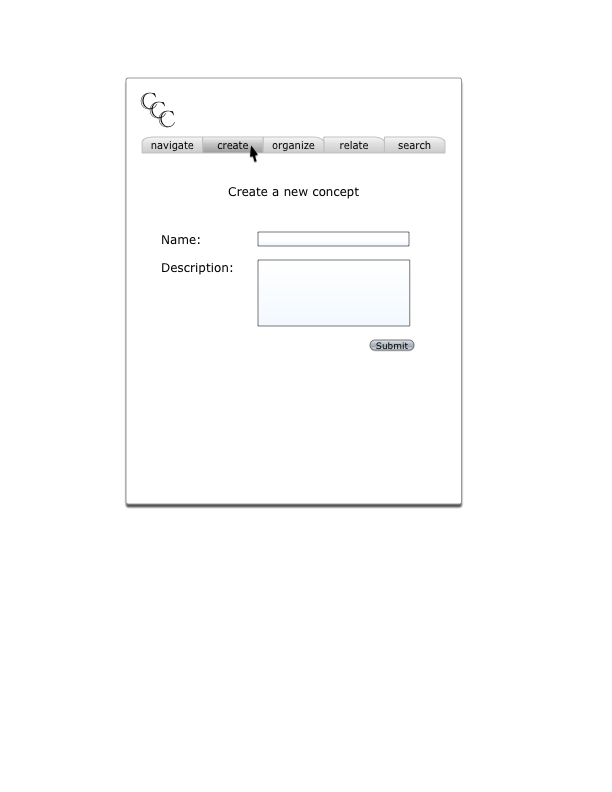 CCC
navigate create organize relate search
Create a new concept
Name:
Description:
Submit